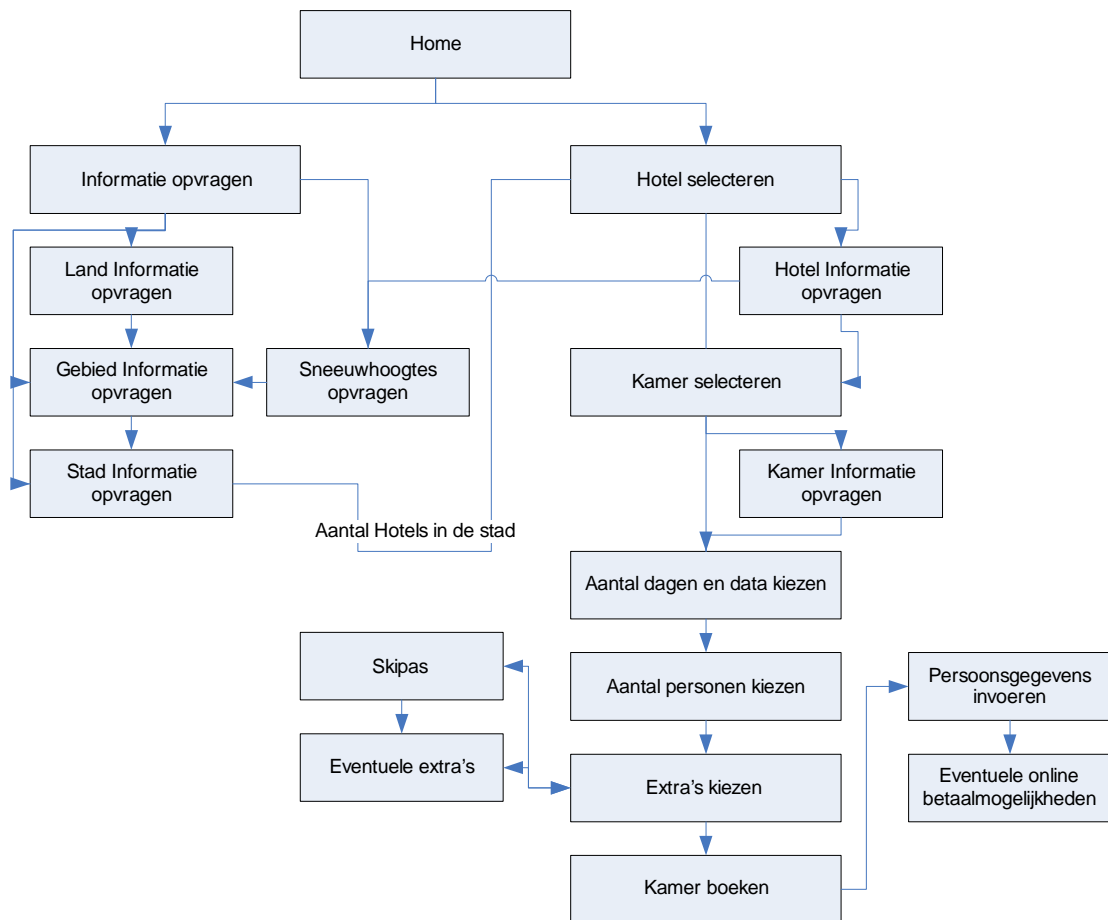 Home
Informatie opvragen
Hotel selecteren
Land Informatie
opvragen
Hotel Informatie
opvragen
Gebied Informatie
opvragen
Sneeuwhoogtes
opvragen
Kamer selecteren
Stad Informatie
opvragen
Kamer Informatie
opvragen
Aantal Hotels in de stad
Aantal dagen en data kiezen
Skipas
Aantal personen kiezen
Persoonsgegevens
invoeren
Eventuele extra's
Extra's kiezen
Eventuele online
betaalmogelijkheden
Kamer boeken